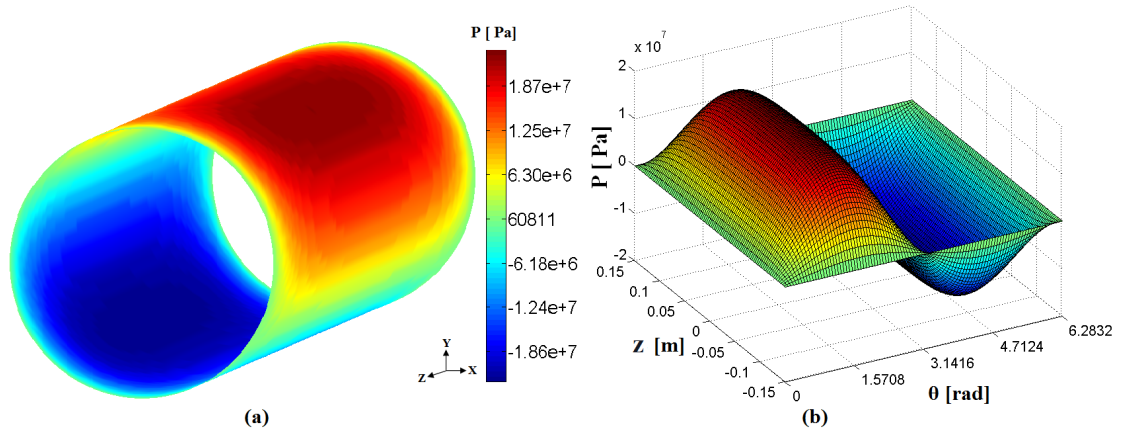 P [ Pa]
1.87e+7
1.25e+7
6.30e+6
60811
-6.18e+6
-1.24e+7
-1.86e+7
Y
Z
X
(a)
x 10^7
2
1
0
-1
-2
P [ Pa]
0.15
0.1
0.05
0
-0.05
-0.1
-0.15
z [m]
0
1.5708
3.1416
4.7124
6.2832
θ [rad]
(b)